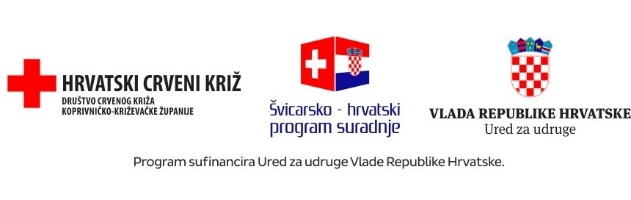 HRVATSKI CRVENI KRIŽ
DRUŠTVO CRVENOG KRIŽA
KOPRIVNIČKO-KRIŽEVAČKE ŽUPANIJE
Švicarsko - hrvatski
program suradnje
VLADA REPUBLIKE HRVATSKE
Ured za udruge
Program sufinancira Ured za udruge Vlade Republike Hrvatske.